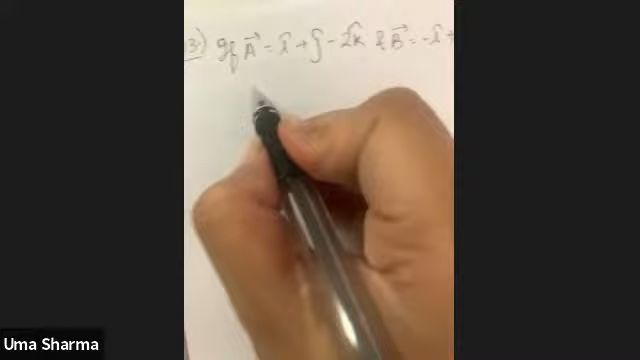 3) If A⃗ = î + ĵ - 2k̂ & B⃗ = -î +
Uma Sharma